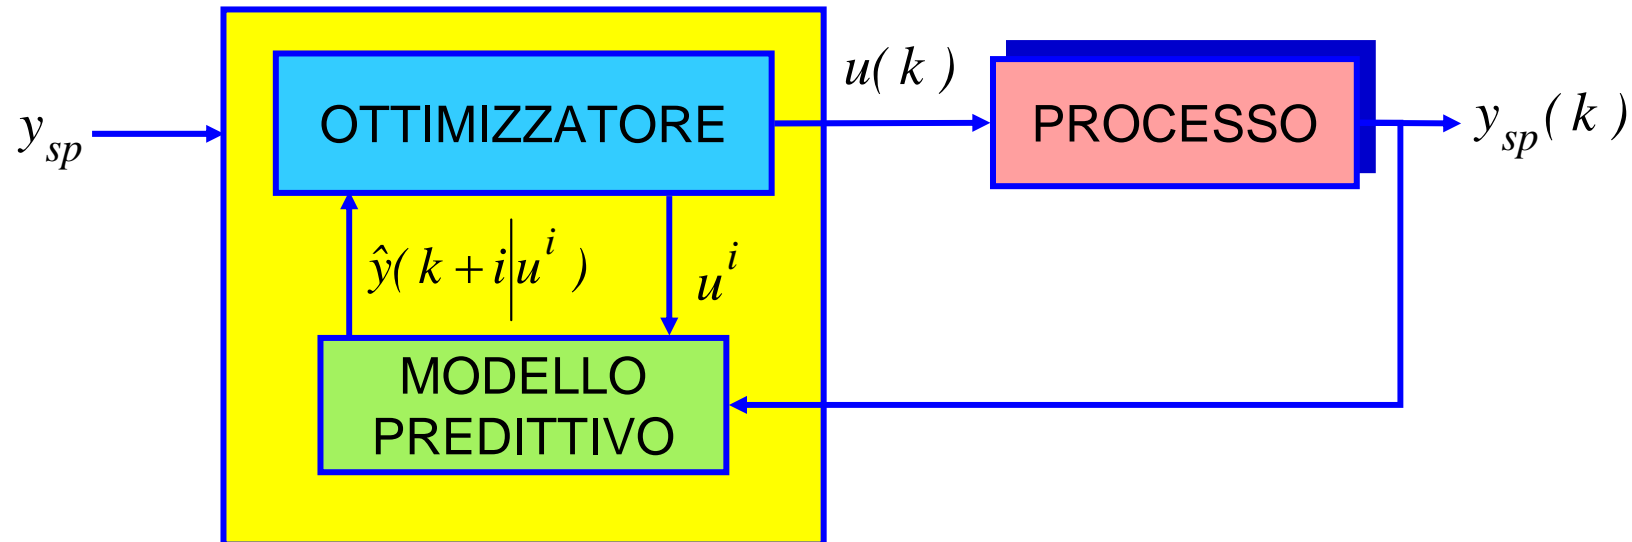 y_sp
OTTIMIZZATORE
u( k )
PROCESSO
y_sp( k )
ŷ( k + i|u^i )
u^i
MODELLO
PREDITTIVO